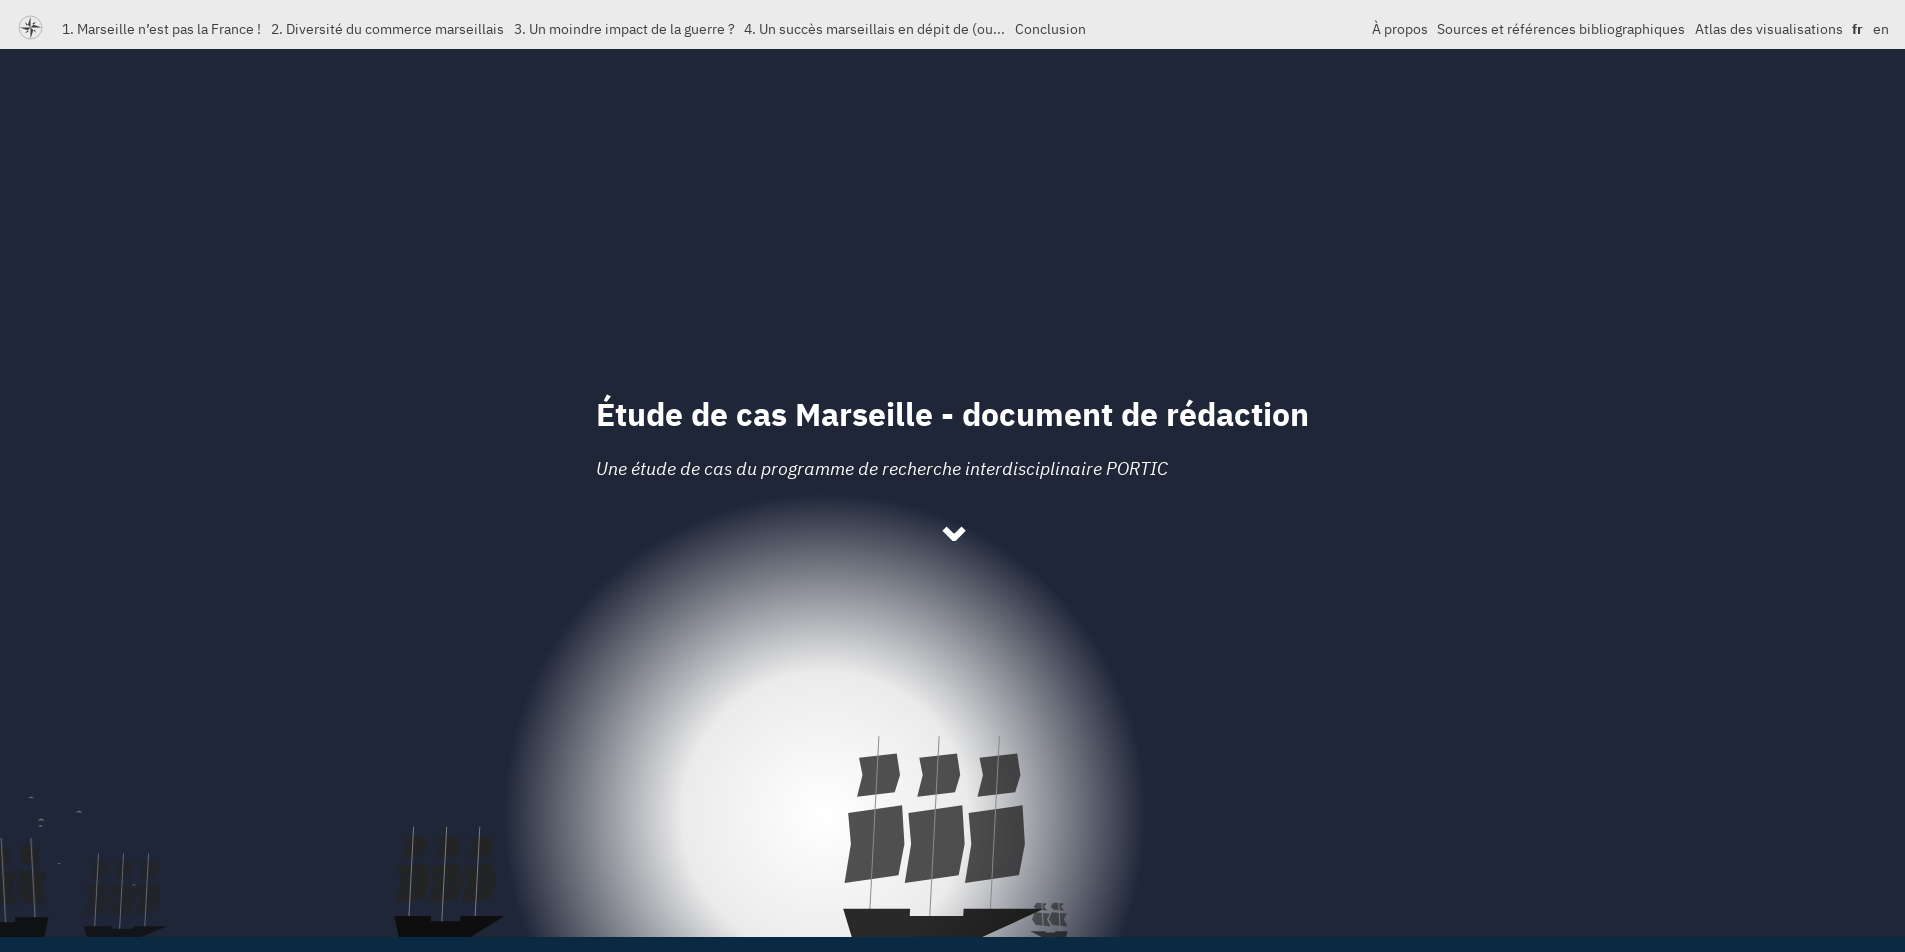 1. Marseille n’est pas la France ! 2. Diversité du commerce marseillais 3. Un moindre impact de la guerre ? 4. Un succès marseillais en dépit de (ou... Conclusion À propos Sources et références bibliographiques Atlas des visualisations fr en
Étude de cas Marseille - document de rédaction
Une étude de cas du programme de recherche interdisciplinaire PORTIC